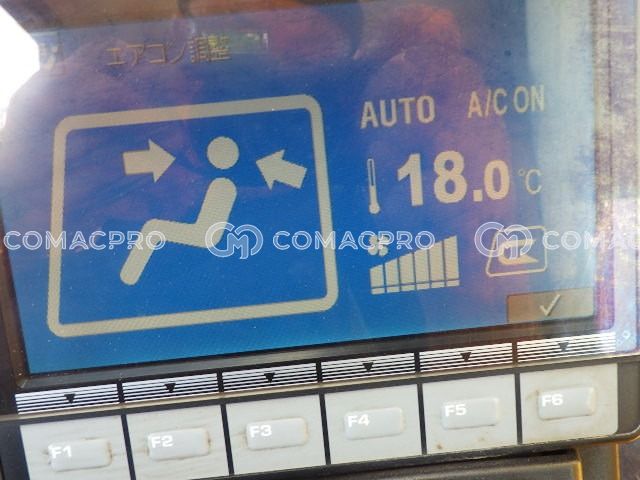 エアコン調整
AUTO A/C ON
18.0 °C
COMACPRO COMACPRO COMACPRO
F1 F2 F3 F4 F5 F6